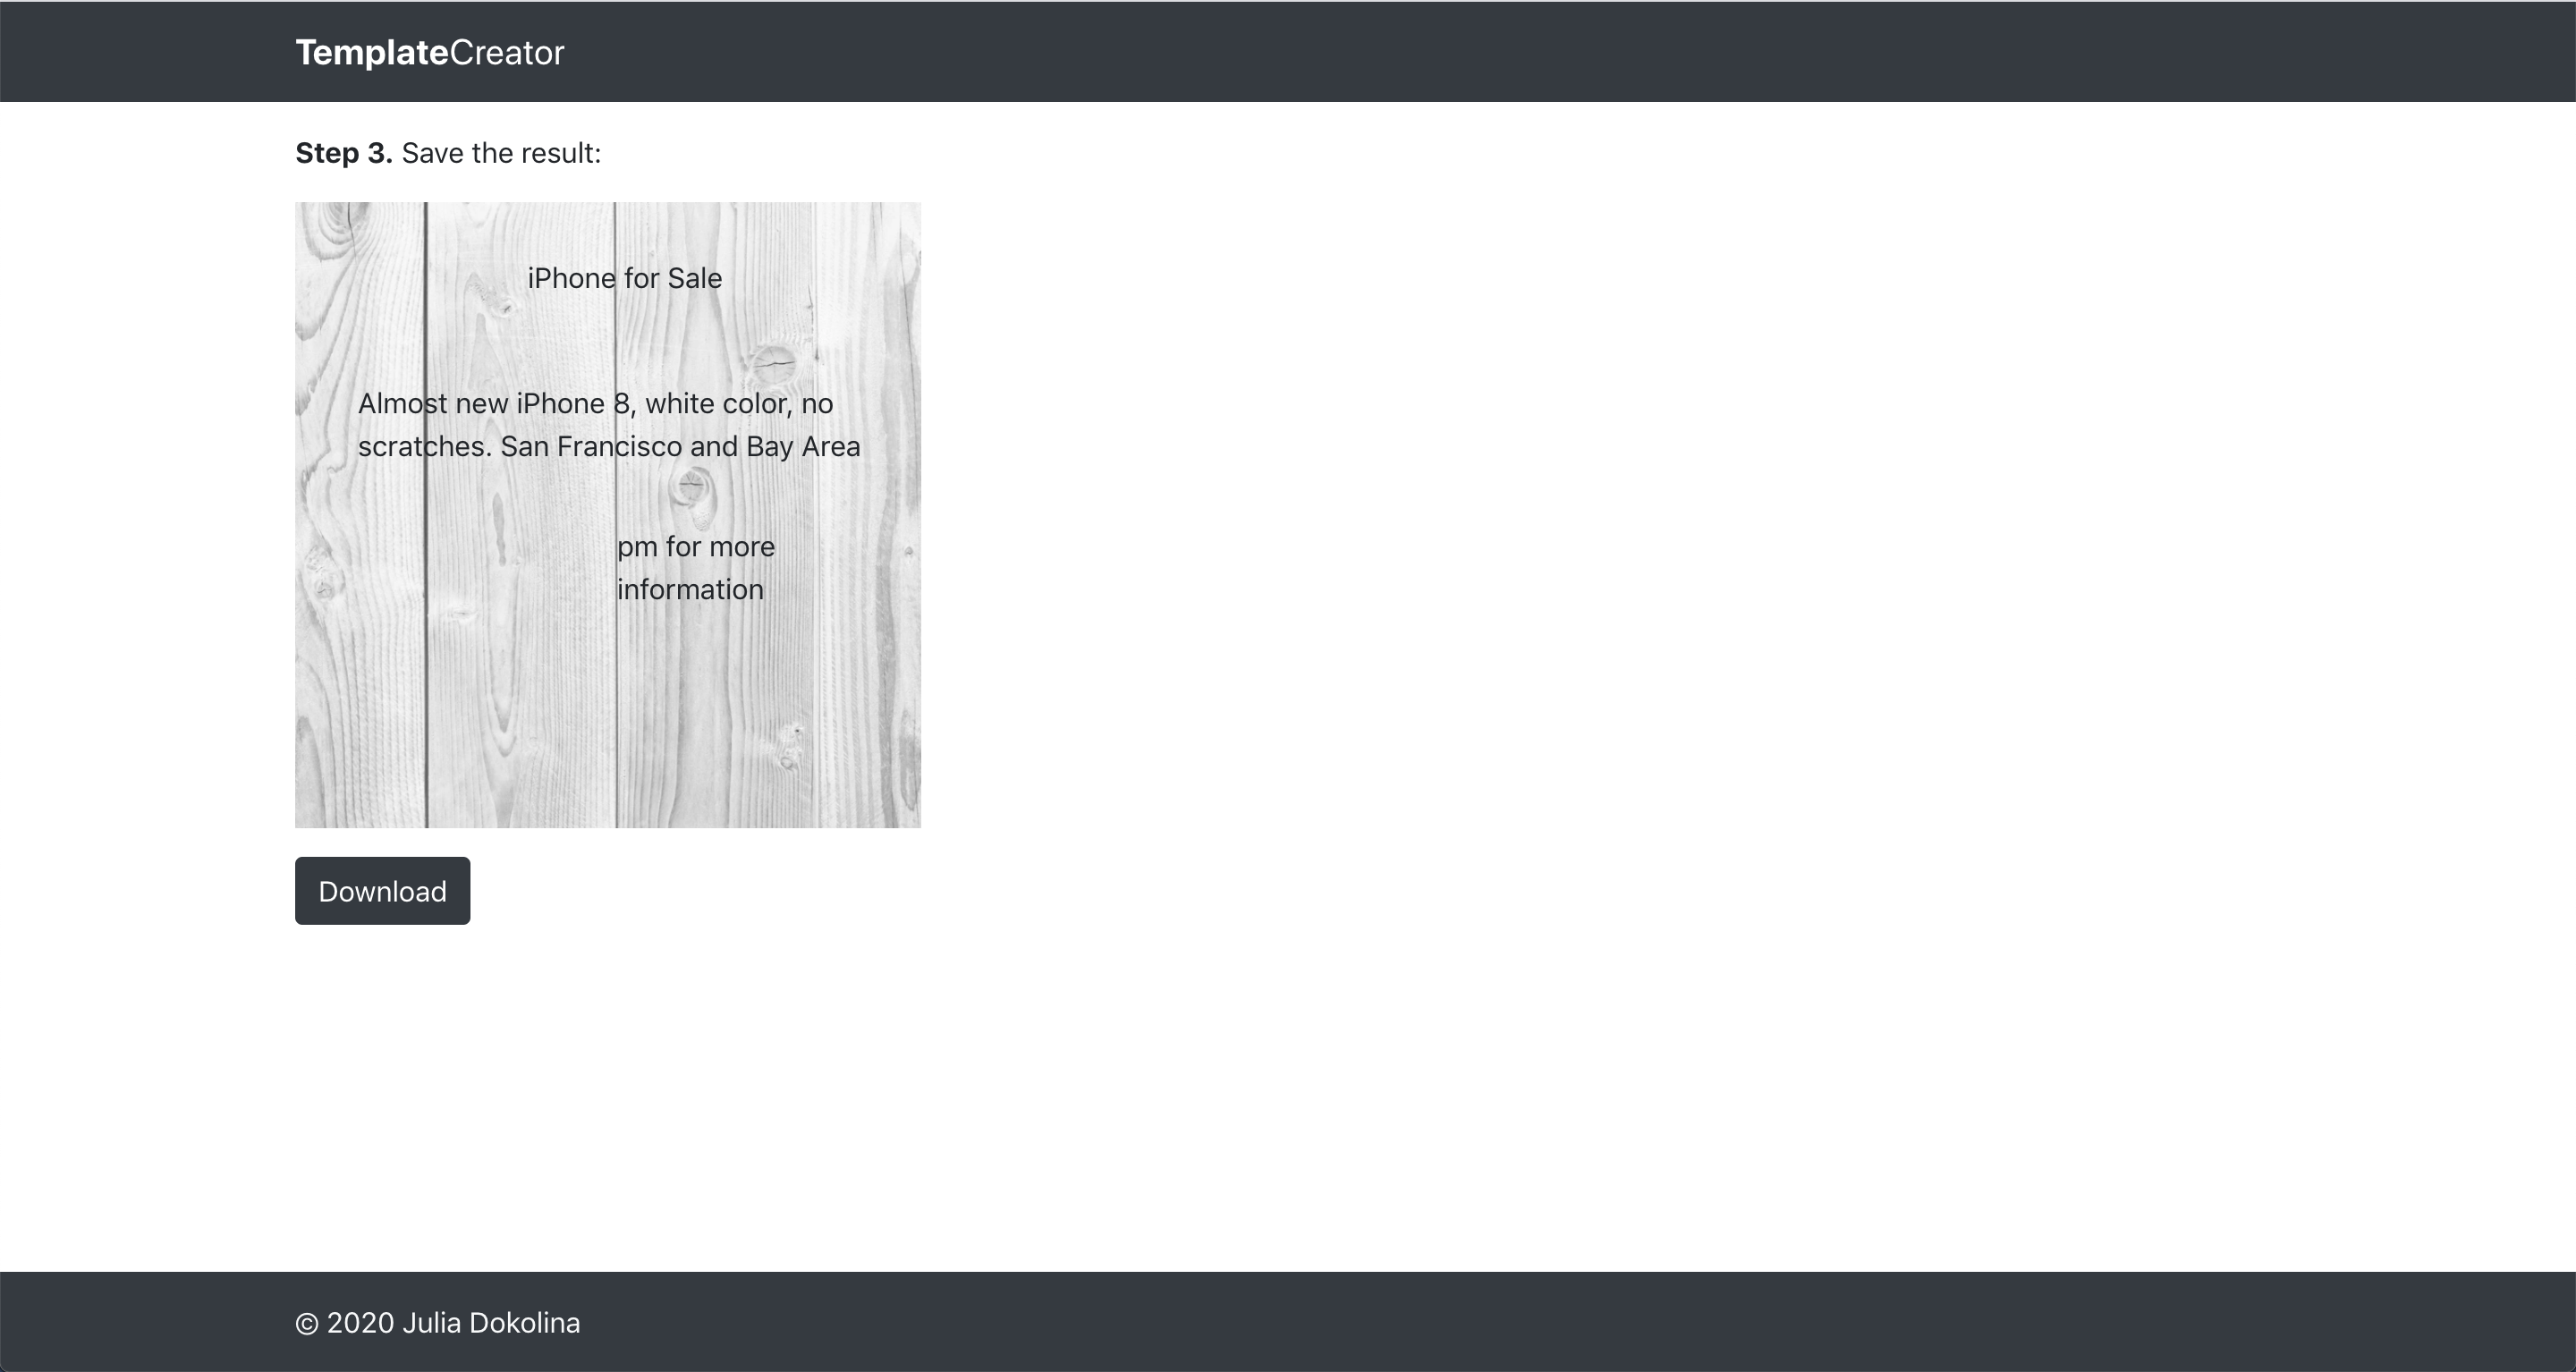 TemplateCreator
Step 3. Save the result:
iPhone for Sale
Almost new iPhone 8, white color, no
scratches. San Francisco and Bay Area
pm for more
information
Download
© 2020 Julia Dokolina